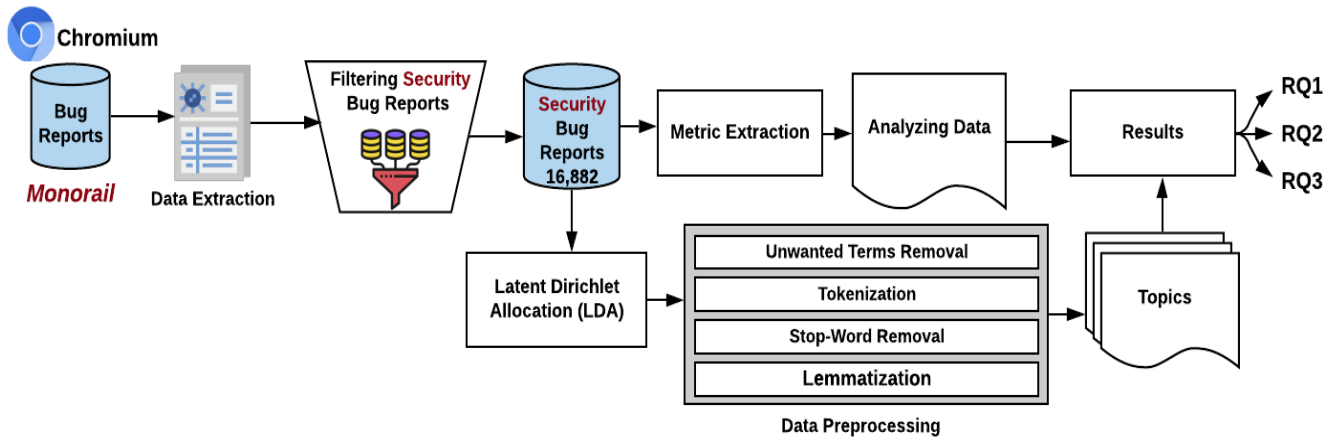 Chromium
Bug
Reports
Monorail
Data Extraction
Filtering Security
Bug Reports
Security
Bug
Reports
16,882
Metric Extraction
Analyzing Data
Results
RQ1
RQ2
RQ3
Latent Dirichlet
Allocation (LDA)
Unwanted Terms Removal
Tokenization
Stop-Word Removal
Lemmatization
Data Preprocessing
Topics